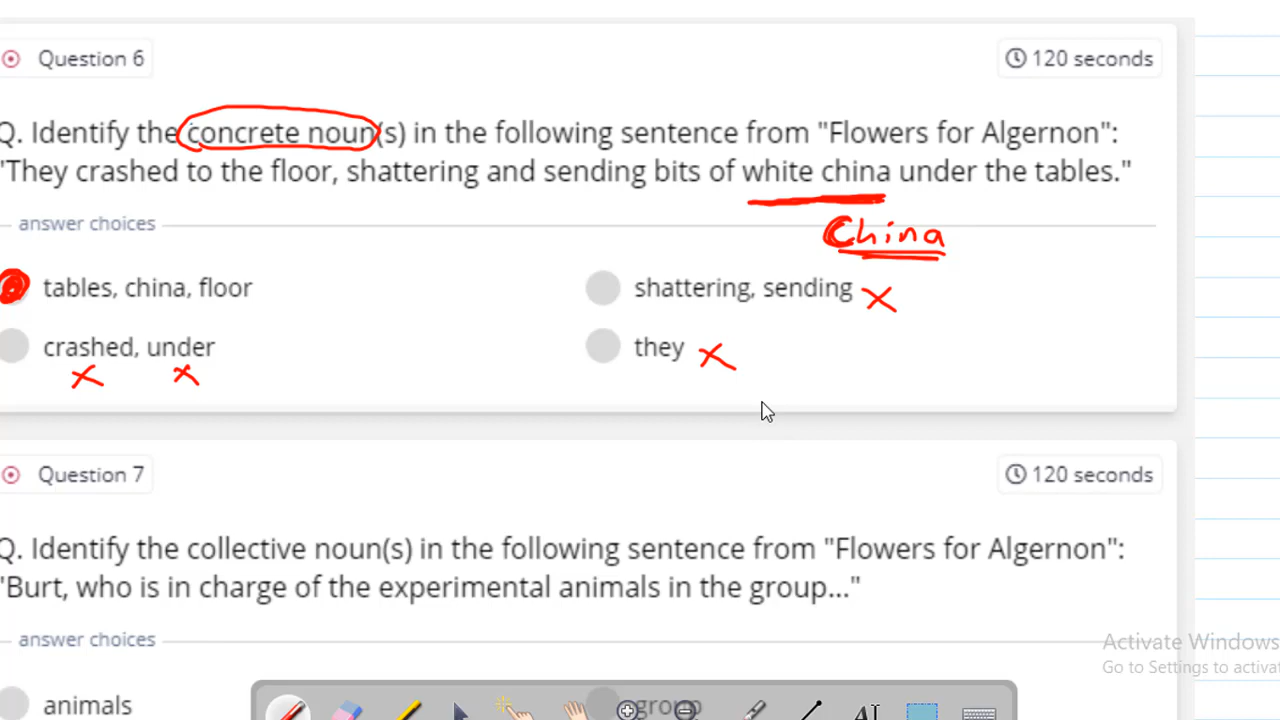 Question 6
120 seconds
Q. Identify the concrete noun(s) in the following sentence from "Flowers for Algernon":
"They crashed to the floor, shattering and sending bits of white china under the tables."
answer choices
China
tables, china, floor
shattering, sending
crashed, under
they
Question 7
120 seconds
Q. Identify the collective noun(s) in the following sentence from "Flowers for Algernon":
"Burt, who is in charge of the experimental animals in the group..."
answer choices
Activate Windows
Go to Settings to activa
animals
group